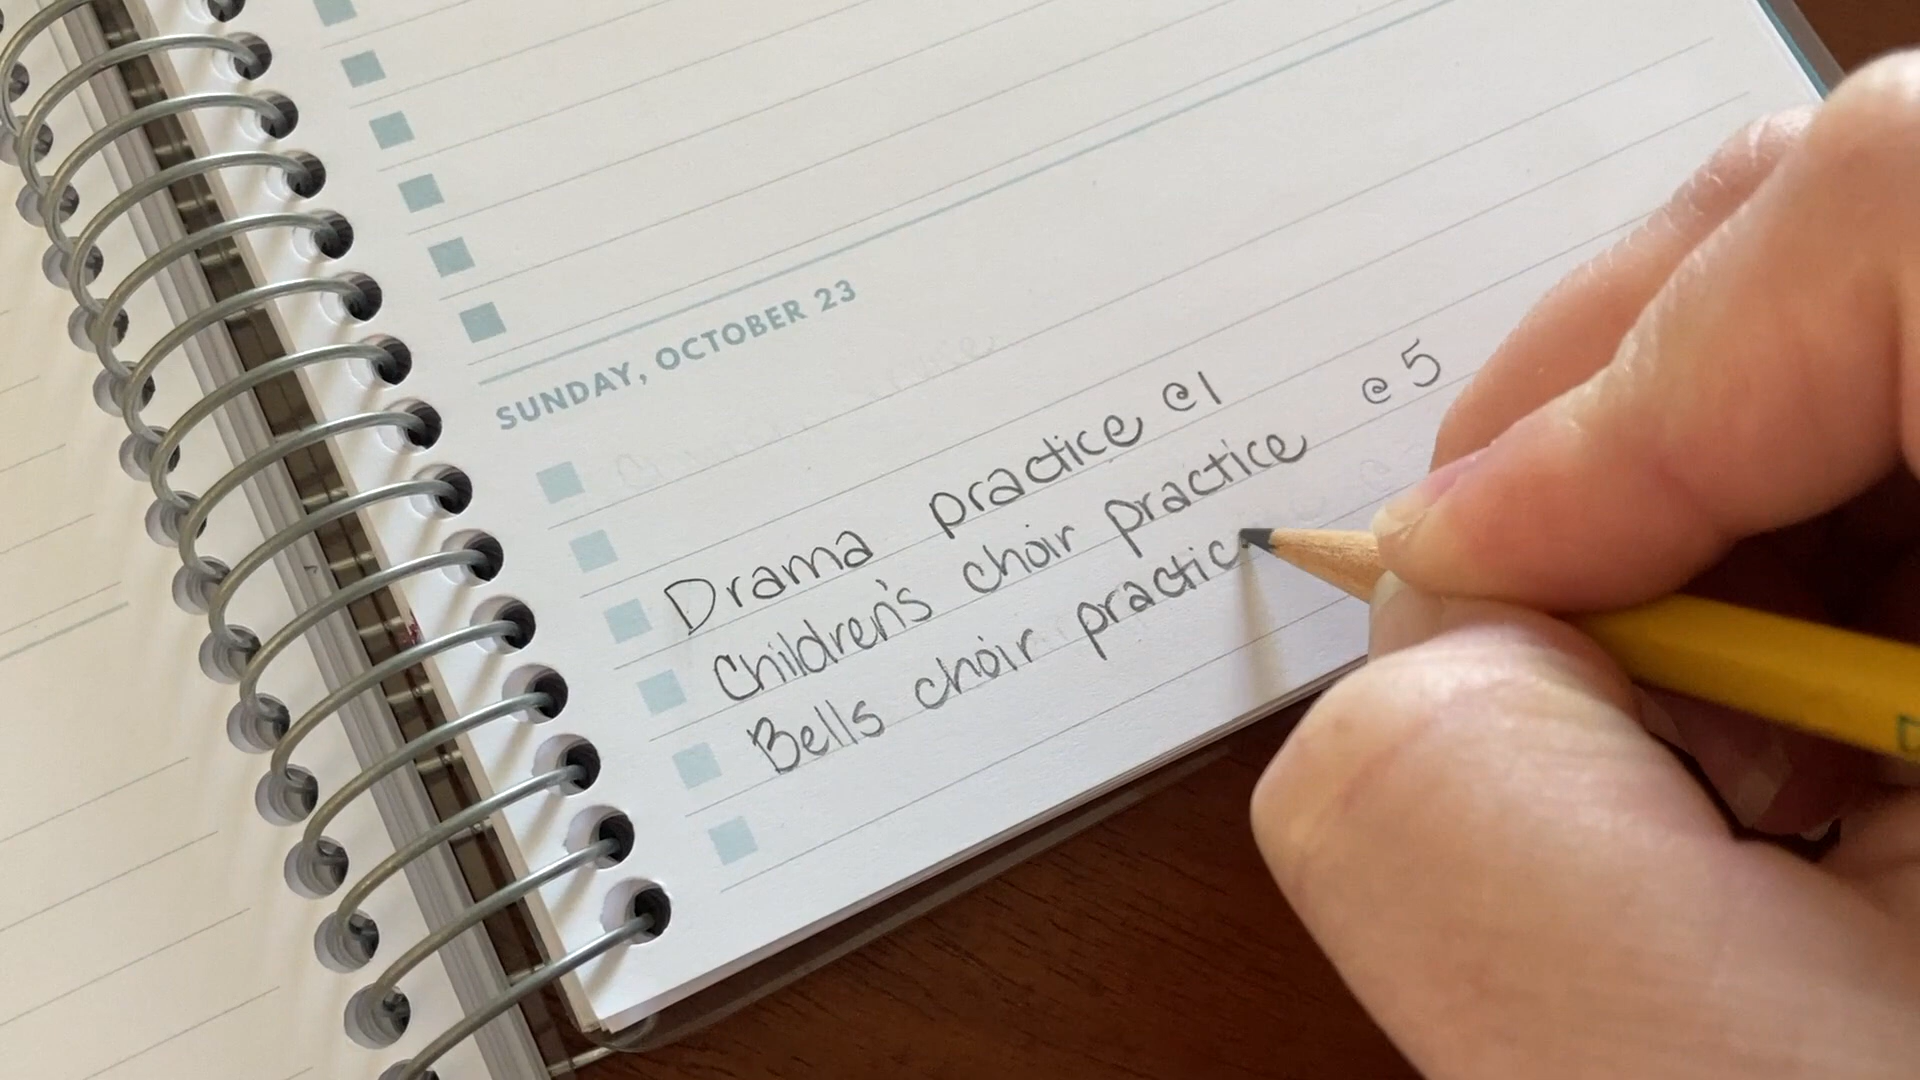 SUNDAY, OCTOBER 23
Drama practice @1
Children's choir practice @ 5
Bells choir practic